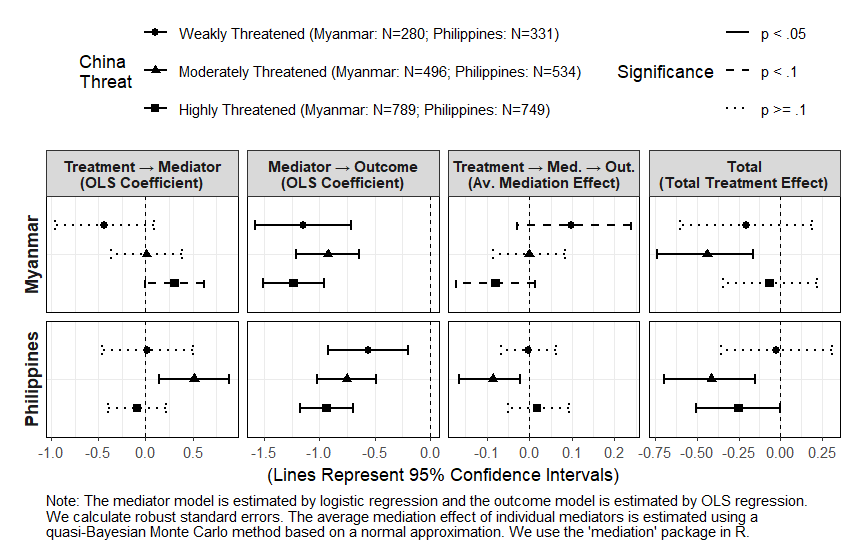 China
Threat
Weakly Threatened (Myanmar: N=280; Philippines: N=331)
Moderately Threatened (Myanmar: N=496; Philippines: N=534)
Highly Threatened (Myanmar: N=789; Philippines: N=749)
Significance
p < .05
p < .1
p >= .1
Treatment → Mediator
(OLS Coefficient)
Mediator → Outcome
(OLS Coefficient)
Treatment → Med. → Out.
(Av. Mediation Effect)
Total
(Total Treatment Effect)
Myanmar
Philippines
-1.0 -0.5 0.0 0.5
-1.5 -1.0 -0.5 0.0
-0.1 0.0 0.1 0.2
-0.75 -0.50 -0.25 0.00 0.25
(Lines Represent 95% Confidence Intervals)
Note: The mediator model is estimated by logistic regression and the outcome model is estimated by OLS regression.
We calculate robust standard errors. The average mediation effect of individual mediators is estimated using a
quasi-Bayesian Monte Carlo method based on a normal approximation. We use the 'mediation' package in R.